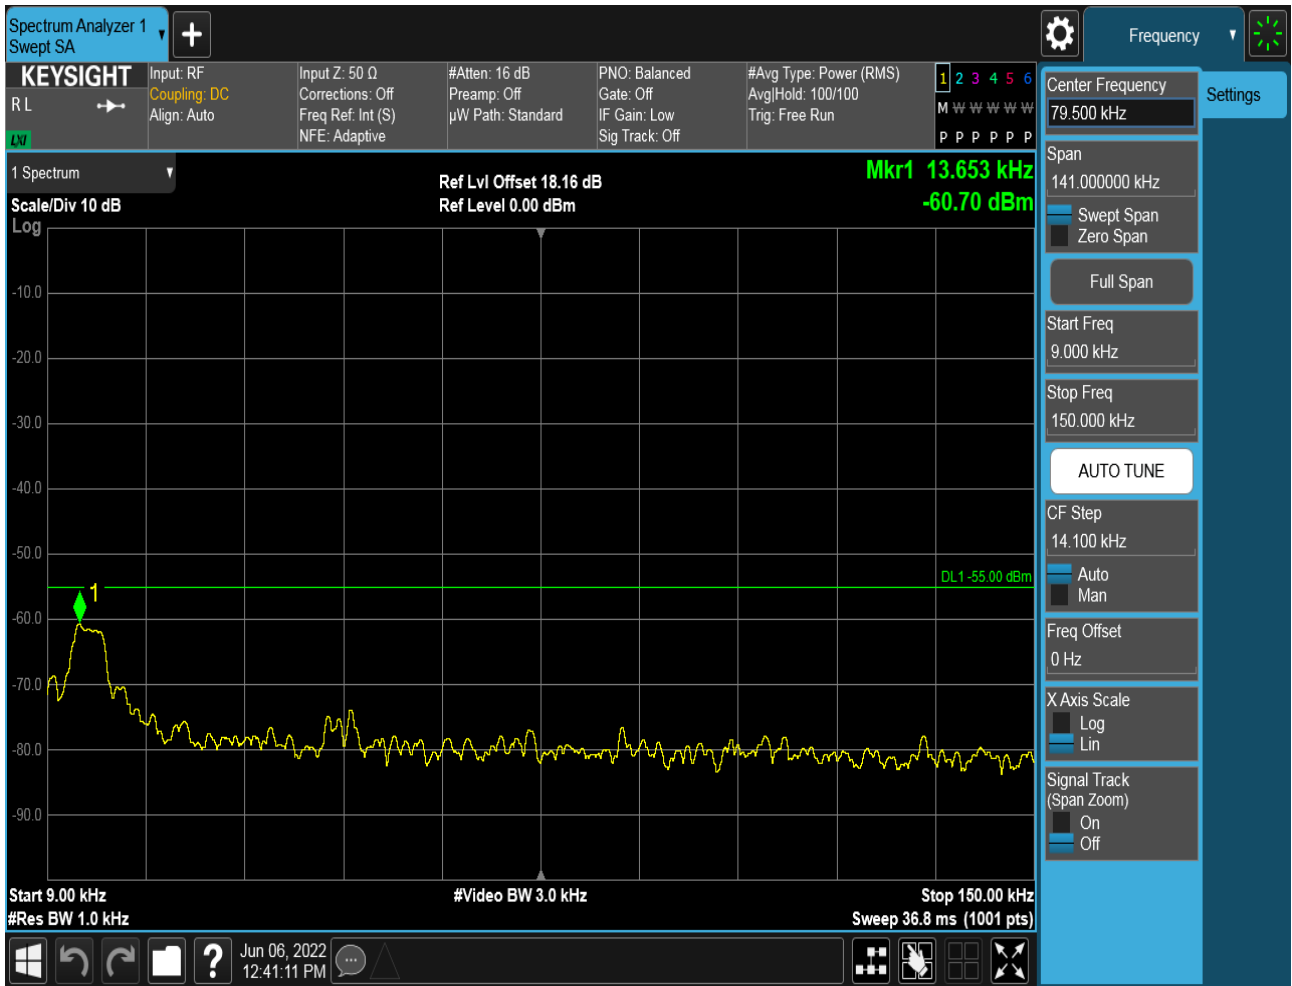 Spectrum Analyzer 1
Swept SA
Frequency
KEYSIGHT
R L
LXI
Input: RF
Coupling: DC
Align: Auto
Input Z: 50 Ω
Corrections: Off
Freq Ref: Int (S)
NFE: Adaptive
#Atten: 16 dB
Preamp: Off
µW Path: Standard
PNO: Balanced
Gate: Off
IF Gain: Low
Sig Track: Off
#Avg Type: Power (RMS)
Avg|Hold: 100/100
Trig: Free Run
1 2 3 4 5 6
M W W W W W
P P P P P P
1 Spectrum
Scale/Div 10 dB
Log
Ref Lvl Offset 18.16 dB
Ref Level 0.00 dBm
Mkr1 13.653 kHz
-60.70 dBm
-10.0
-20.0
-30.0
-40.0
-50.0
DL1 -55.00 dBm
1
-60.0
-70.0
-80.0
-90.0
Start 9.00 kHz
#Video BW 3.0 kHz
Stop 150.00 kHz
#Res BW 1.0 kHz
Sweep 36.8 ms (1001 pts)
?
Jun 06, 2022
12:41:11 PM
Center Frequency
79.500 kHz
Settings
Span
141.000000 kHz
Swept Span
Zero Span
Full Span
Start Freq
9.000 kHz
Stop Freq
150.000 kHz
AUTO TUNE
CF Step
14.100 kHz
Auto
Man
Freq Offset
0 Hz
X Axis Scale
Log
Lin
Signal Track
(Span Zoom)
On
Off